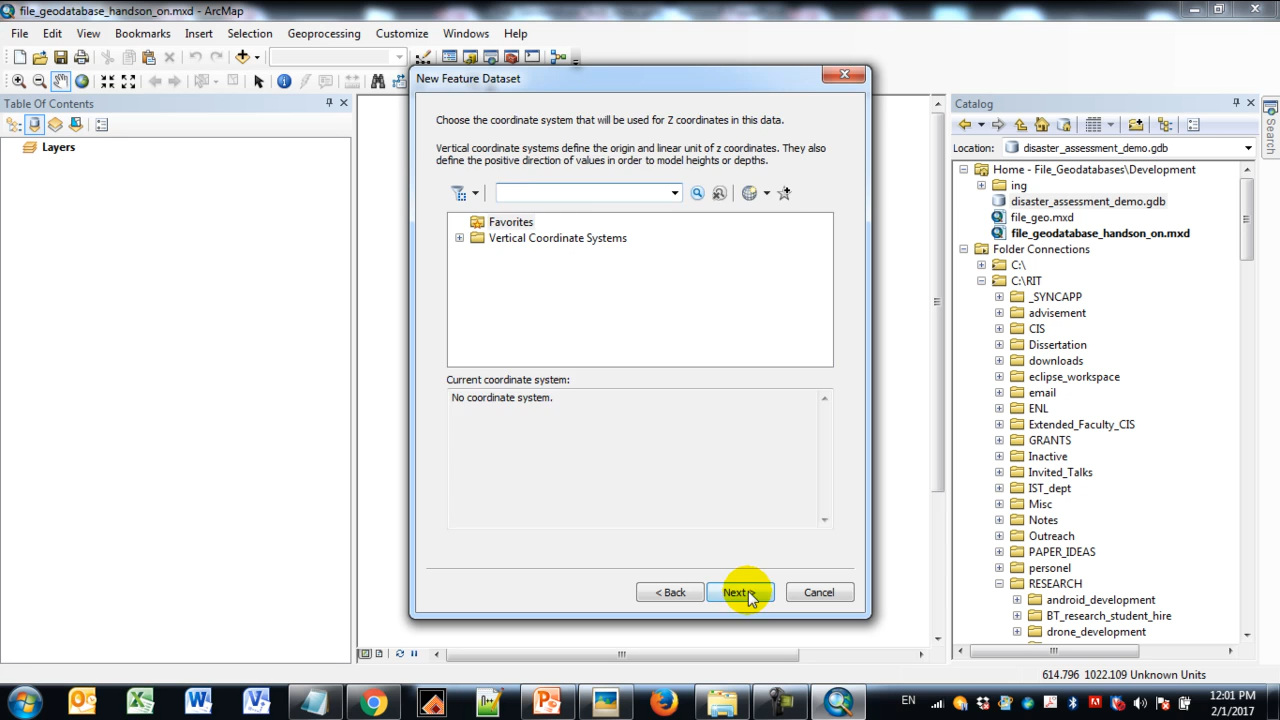 file_geodatabase_hands_on.mxd - ArcMap
File Edit View Bookmarks Insert Selection Geoprocessing Customize Windows Help
New Feature Dataset
Table Of Contents
Layers
Choose the coordinate system that will be used for Z coordinates in this data.
Vertical coordinate systems define the origin and linear unit of z coordinates. They also
define the positive direction of values in order to model heights or depths.
Favorites
Vertical Coordinate Systems
Current coordinate system:
No coordinate system.
< Back Next > Cancel
Catalog
Location: disaster_assessment_demo.gdb
Home - File_Geodatabases\Development
ing
disaster_assessment_demo.gdb
file_geo.mxd
file_geodatabase_handson_on.mxd
Folder Connections
C:\
C:\RIT
_SYNCAPP
advisement
CIS
Dissertation
downloads
eclipse_workspace
email
ENL
Extended_Faculty_CIS
GRANTS
Inactive
Invited_Talks
IST_dept
Misc
Notes
Outreach
PAPER_IDEAS
personel
RESEARCH
android_development
BT_research_student_hire
drone_development
Search
614.796 1022.109 Unknown Units
EN
12:01 PM
2/1/2017